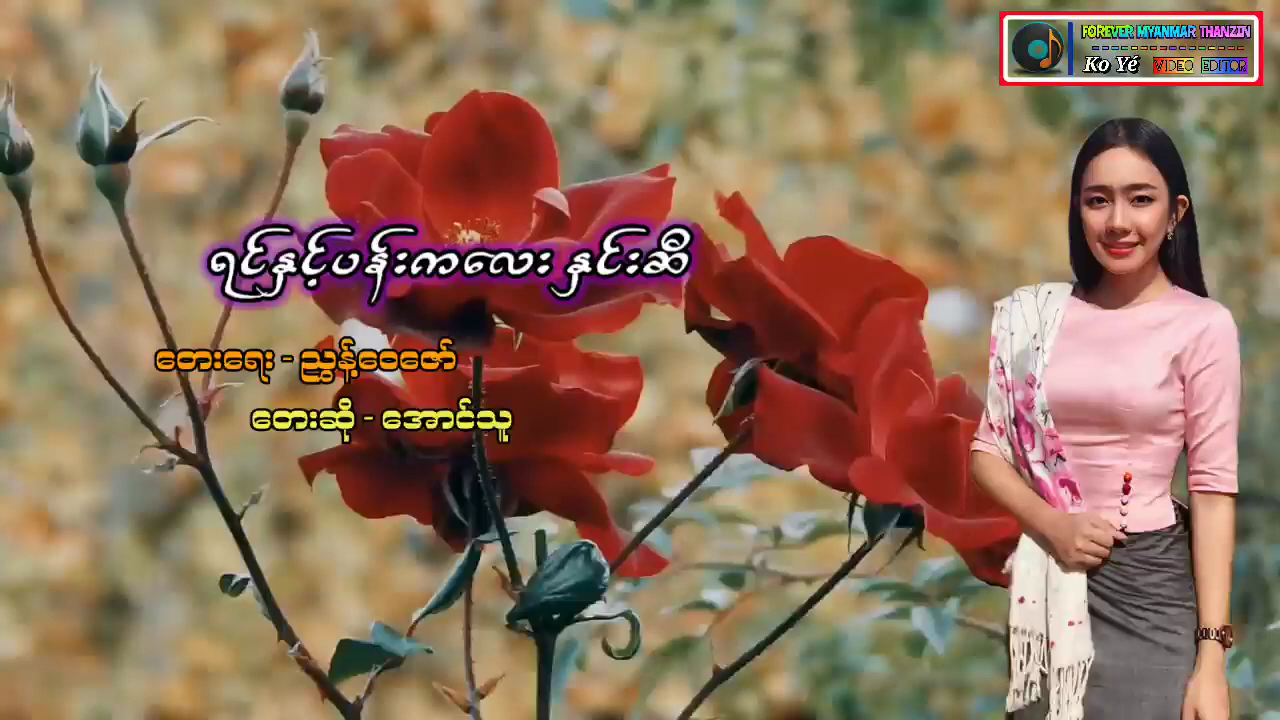 FOREVER MYANMAR THANZIN
Ko Yé VIDEO EDITOR
ရင်နှင့်ပန်းကလေး နှင်းဆီ
တေးရေး - ညွှန့်ဝေဇော်
တေးဆို - အောင်သူ